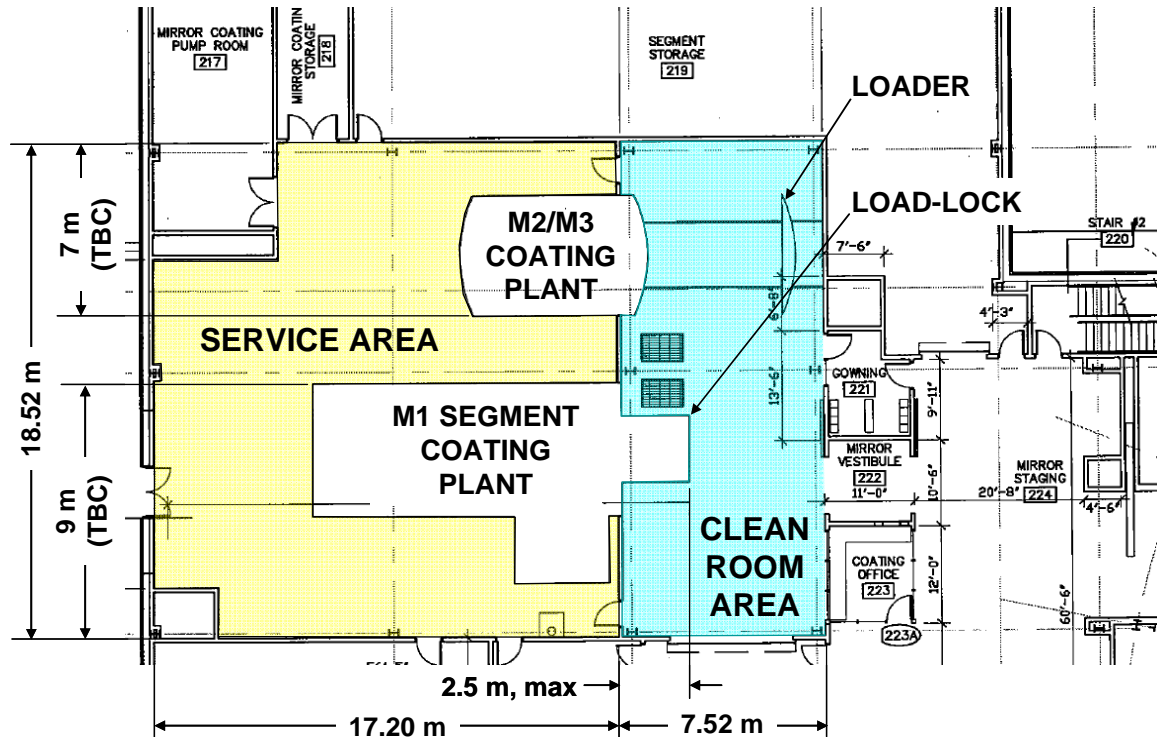 MIRROR COATING
PUMP ROOM
217
MIRROR COATIN
STORAGE
218
SEGMENT
STORAGE
219
LOADER
LOAD-LOCK
STAIR #2
220
7 m
(TBC)
M2/M3
COATING
PLANT
7'-6"
6'-8"
4'-3"
SERVICE AREA
18.52 m
13'-6"
GOWNING
221
9'-11"
M1 SEGMENT
COATING
PLANT
MIRROR
VESTIBULE
222
11'-0"
10'-6"
MIRROR
STAGING
224
20'-8"
4'-6"
9 m
(TBC)
CLEAN
ROOM
AREA
COATING
OFFICE
223
12'-0"
223A
60'-6"
2.5 m, max
17.20 m
7.52 m